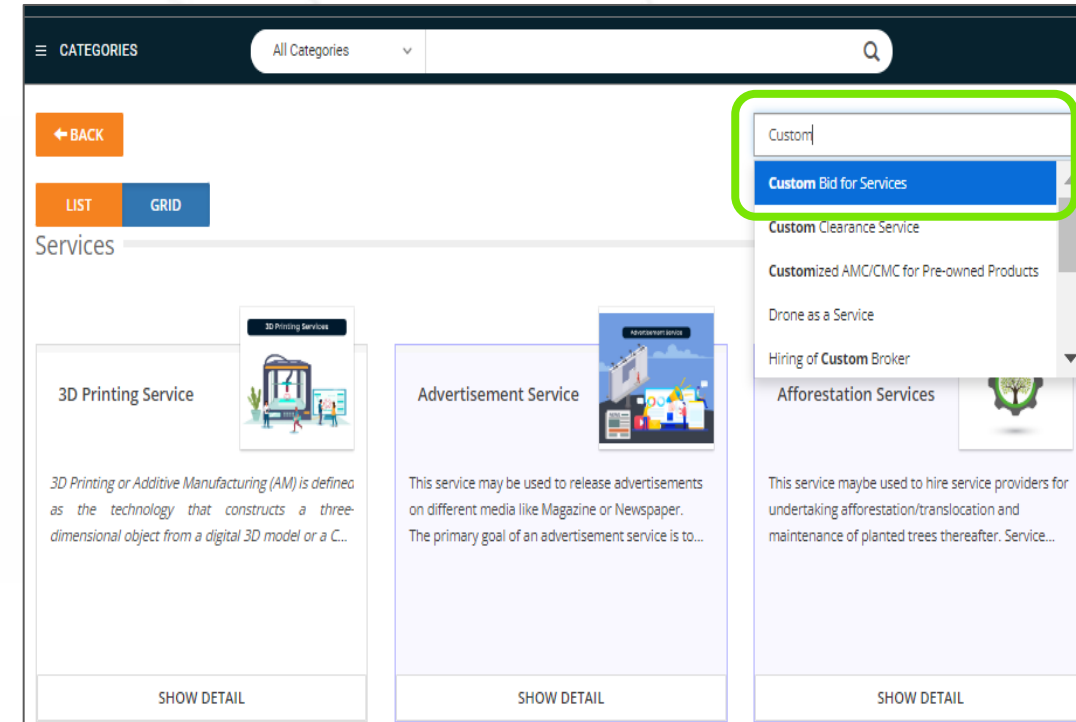 ☰ CATEGORIES
All Categories
BACK
Custom
Custom Bid for Services
Custom Clearance Service
Customized AMC/CMC for Pre-owned Products
Drone as a Service
Hiring of Custom Broker
LIST GRID
Services
3D Printing Services
3D Printing Service
3D Printing or Additive Manufacturing (AM) is defined
as the technology that constructs a three-
dimensional object from a digital 3D model or a C...
SHOW DETAIL
Advertisement Service
Advertisement Service
This service may be used to release advertisements
on different media like Magazine or Newspaper.
The primary goal of an advertisement service is to...
SHOW DETAIL
Afforestation Services
This service maybe used to hire service providers for
undertaking afforestation/translocation and
maintenance of planted trees thereafter. Service...
SHOW DETAIL